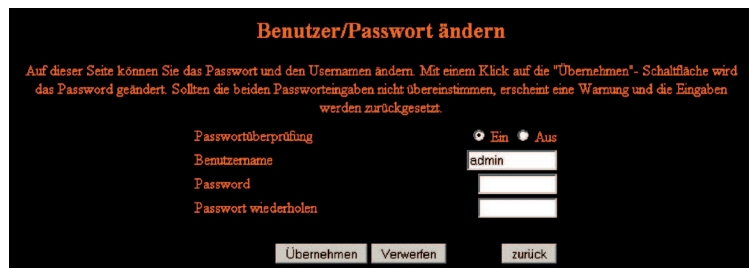 Benutzer/Passwort ändern
Auf dieser Seite können Sie das Passwort und den Usernamen ändern. Mit einem Klick auf die "Übernehmen"- Schaltfläche wird
das Password geändert. Sollten die beiden Passworteingaben nicht übereinstimmen, erscheint eine Warnung und die Eingaben
werden zurückgesetzt.
Passwortüberprüfung Ein Aus
Benutzername admin
Password
Passwort wiederholen
Übernehmen Verwerfen zurück